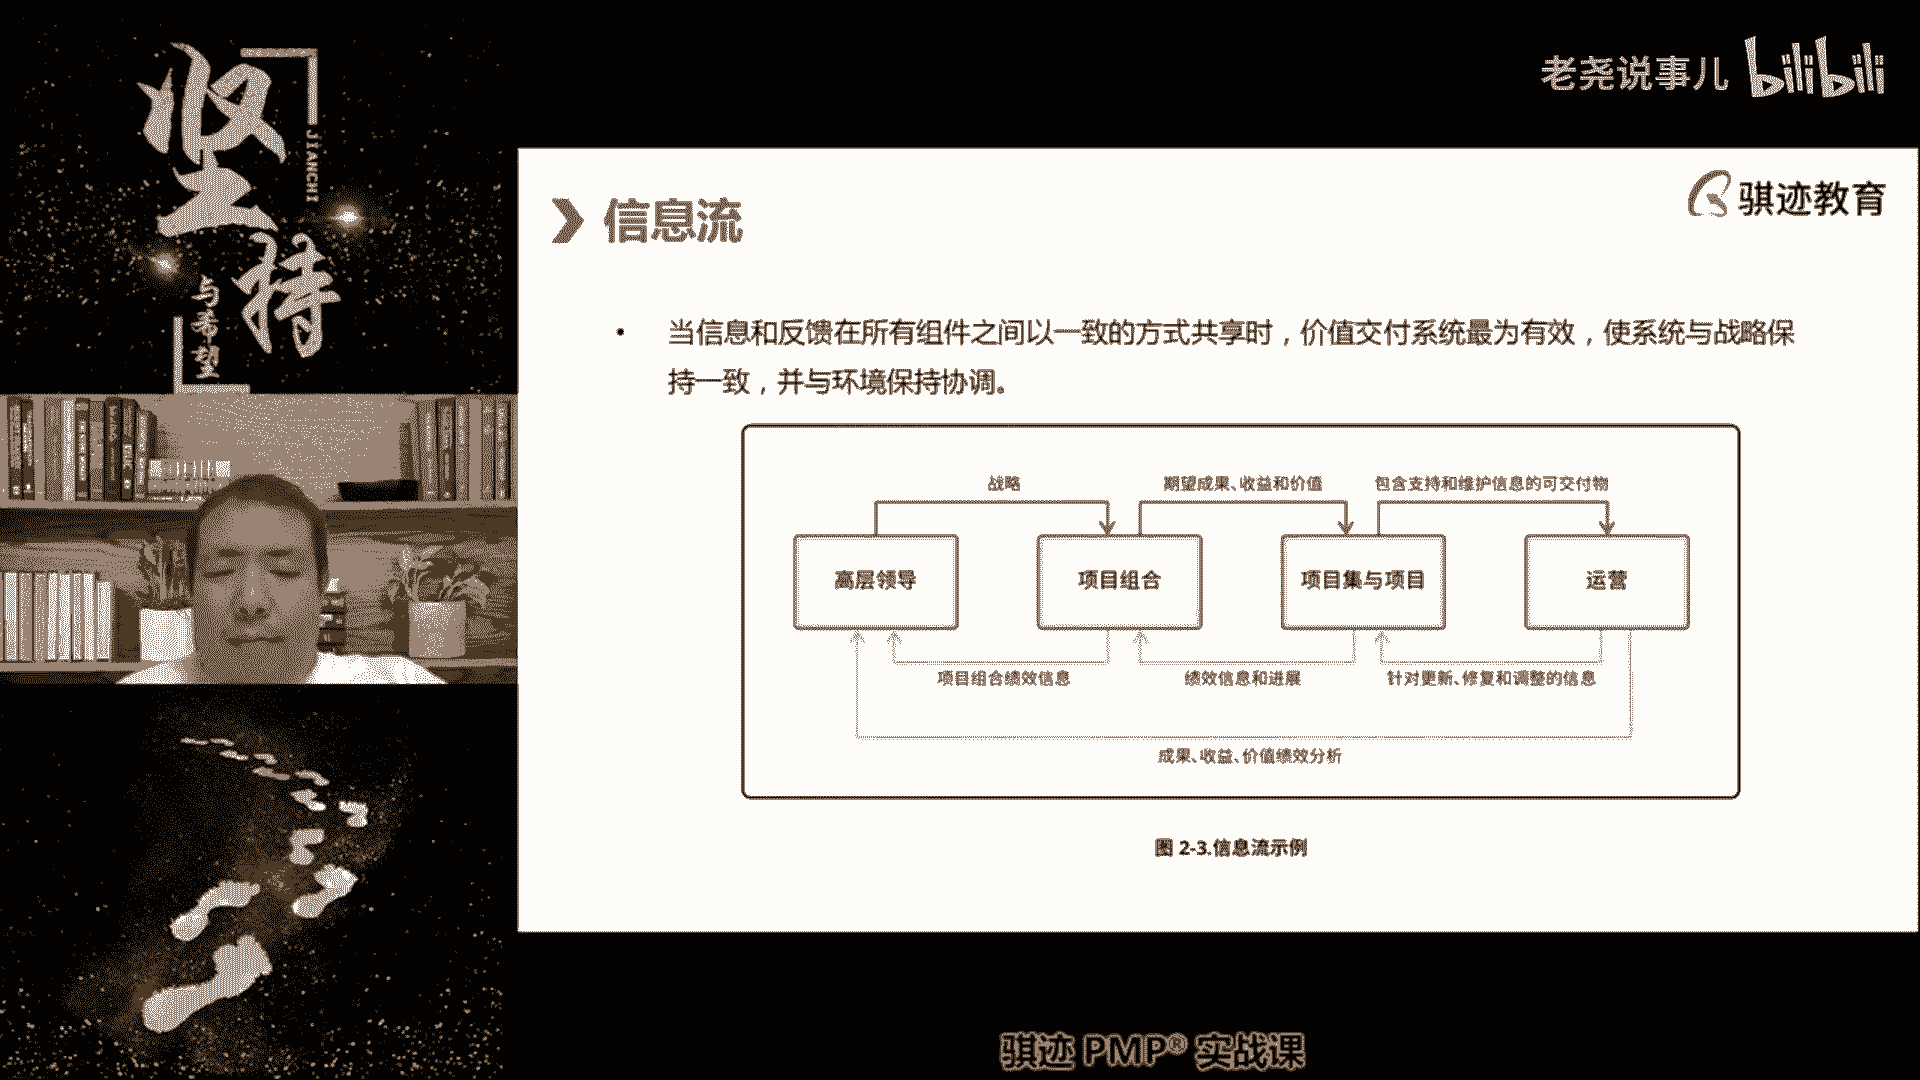 坚持
JIANCHI
与希望
老尧说事儿 bilibili
骐迹教育
信息流
• 当信息和反馈在所有组件之间以一致的方式共享时，价值交付系统最为有效，使系统与战略保
持一致，并与环境保持协调。
战略
期望成果、收益和价值
包含支持和维护信息的可交付物
高层领导
项目组合
项目集与项目
运营
项目组合绩效信息
绩效信息和进展
针对更新、修复和调整的信息
成果、收益、价值绩效分析
图 2-3.信息流示例
骐迹 PMP® 实战课